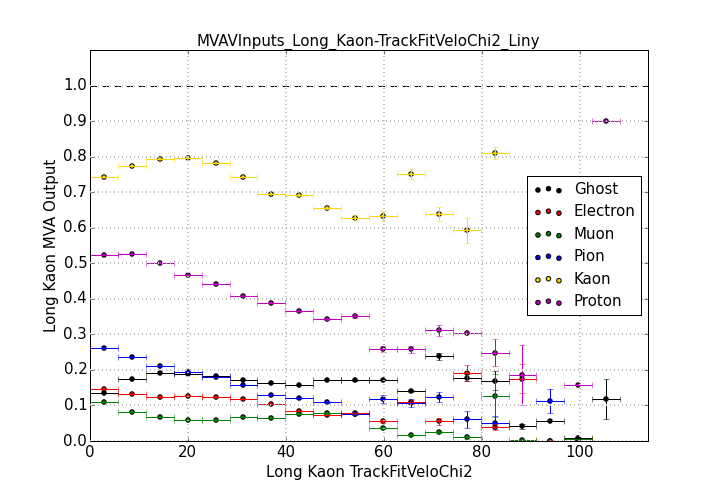 MVAVInputs_Long_Kaon-TrackFitVeloChi2_Liny
Long Kaon MVA Output
1.0
0.9
0.8
0.7
0.6
0.5
0.4
0.3
0.2
0.1
0.0
Ghost
Electron
Muon
Pion
Kaon
Proton
0 20 40 60 80 100
Long Kaon TrackFitVeloChi2